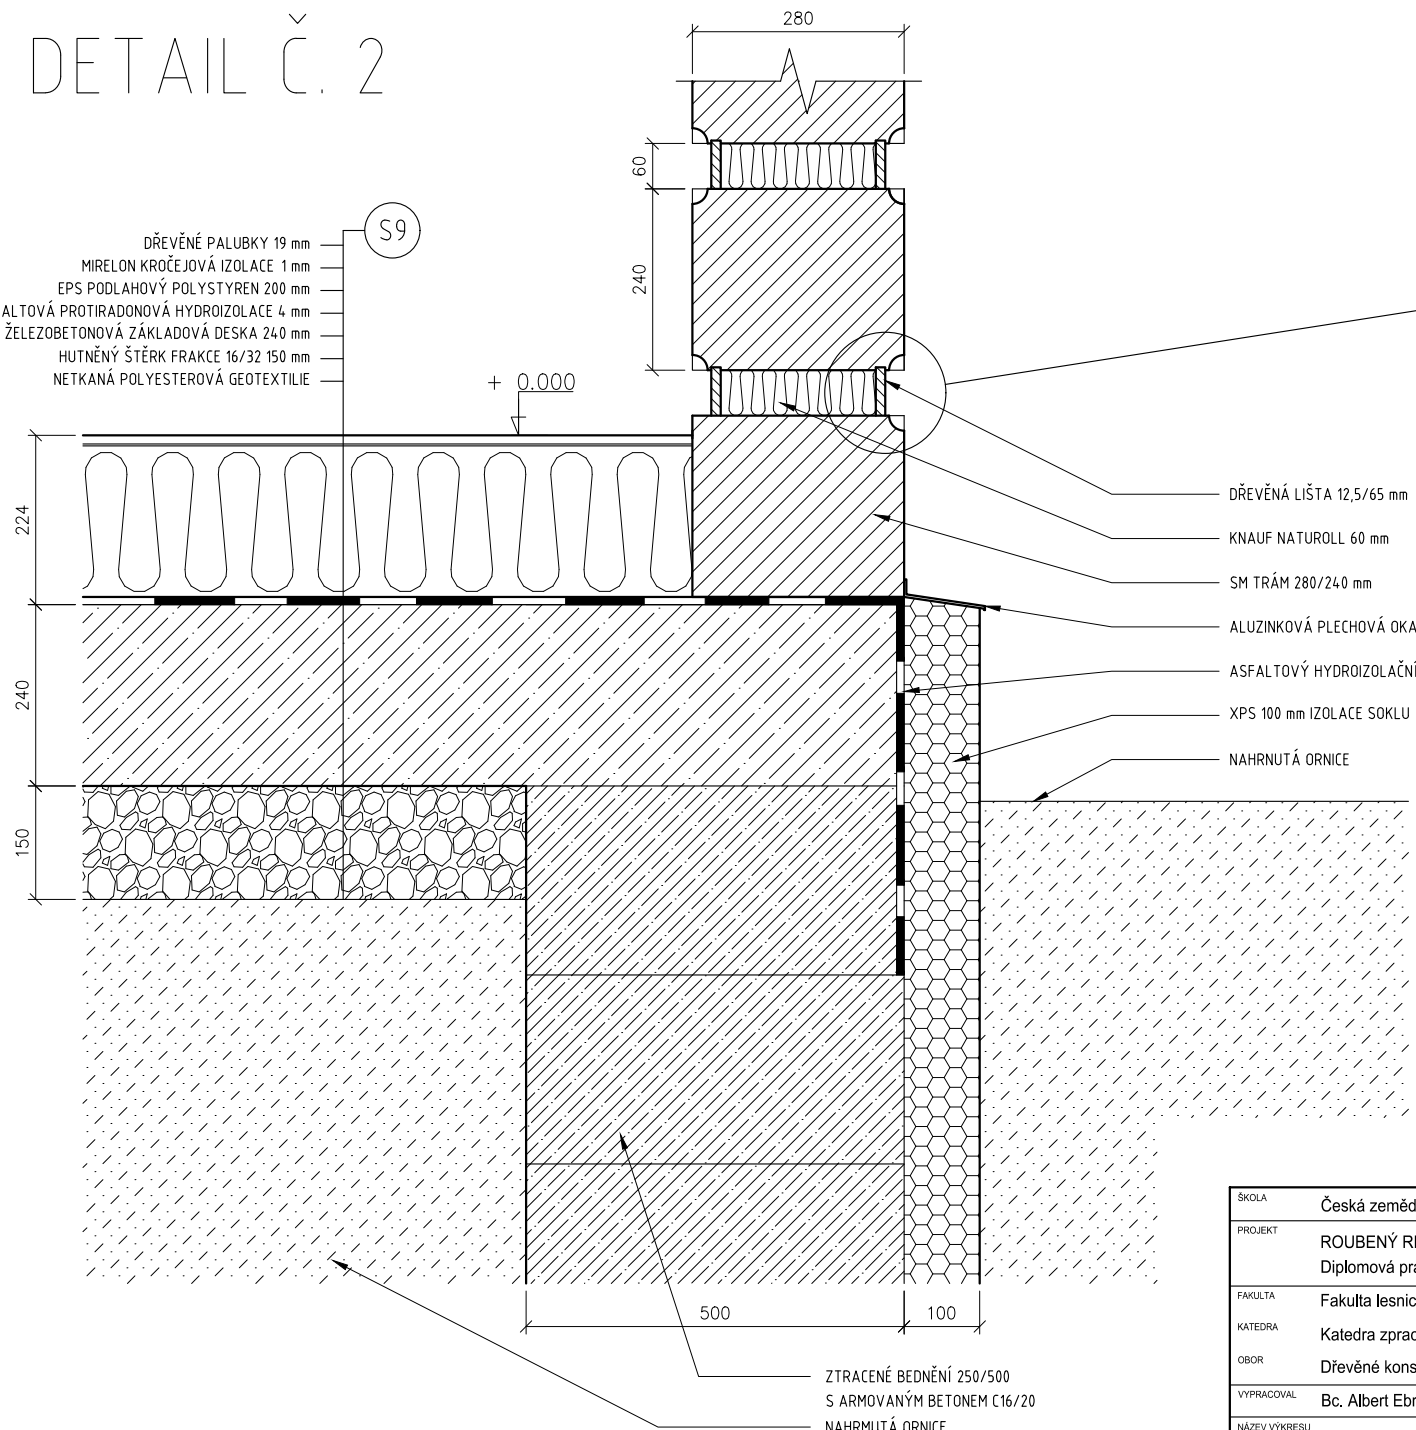 DETAIL Č. 2
280
60
240
S9
DŘEVĚNÉ PALUBKY 19 mm
MIRELON KROČEJOVÁ IZOLACE 1 mm
EPS PODLAHOVÝ POLYSTYREN 200 mm
ALTOVÁ PROTIRADONOVÁ HYDROIZOLACE 4 mm
ŽELEZOBETONOVÁ ZÁKLADOVÁ DESKA 240 mm
HUTNĚNÝ ŠTĚRK FRAKCE 16/32 150 mm
NETKANÁ POLYESTEROVÁ GEOTEXTILIE
+ 0.000
224
240
150
DŘEVĚNÁ LIŠTA 12,5/65 mm
KNAUF NATUROLL 60 mm
SM TRÁM 280/240 mm
ALUZINKOVÁ PLECHOVÁ OKA
ASFALTOVÝ HYDROIZOLAČNÍ
XPS 100 mm IZOLACE SOKLU
NAHRNUTÁ ORNICE
500
100
ZTRACENÉ BEDNĚNÍ 250/500
S ARMOVANÝM BETONEM C16/20
NAHRMUTÁ ORNICE
ŠKOLA Česká zeměd
PROJEKT ROUBENÝ R
Diplomová pra
FAKULTA Fakulta lesnic
KATEDRA Katedra zprac
OBOR Dřevěné kons
VYPRACOVAL Bc. Albert Ebr
NÁZEV VÝKRESU